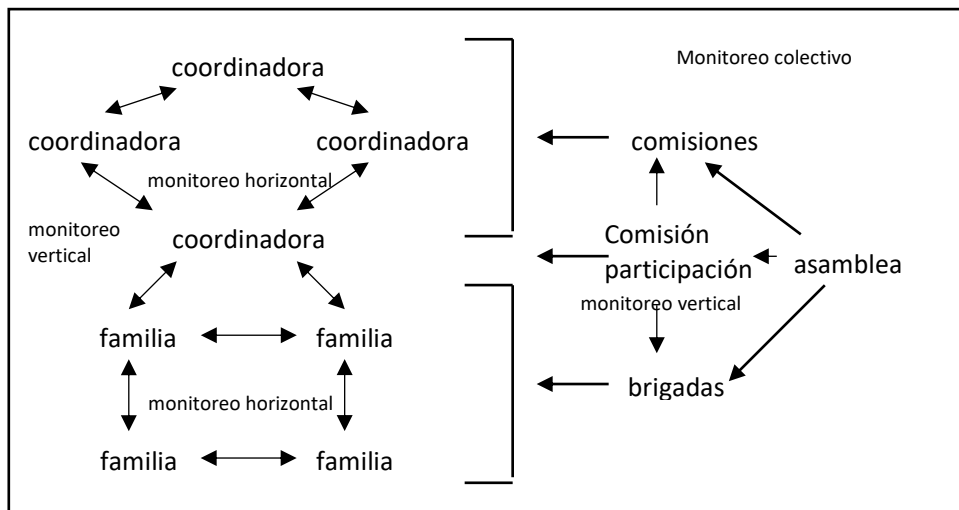 Monitoreo colectivo
coordinadora
coordinadora
coordinadora
comisiones
monitoreo horizontal
monitoreo
vertical
coordinadora
Comisión
participación
asamblea
monitoreo vertical
familia
familia
brigadas
monitoreo horizontal
familia
familia